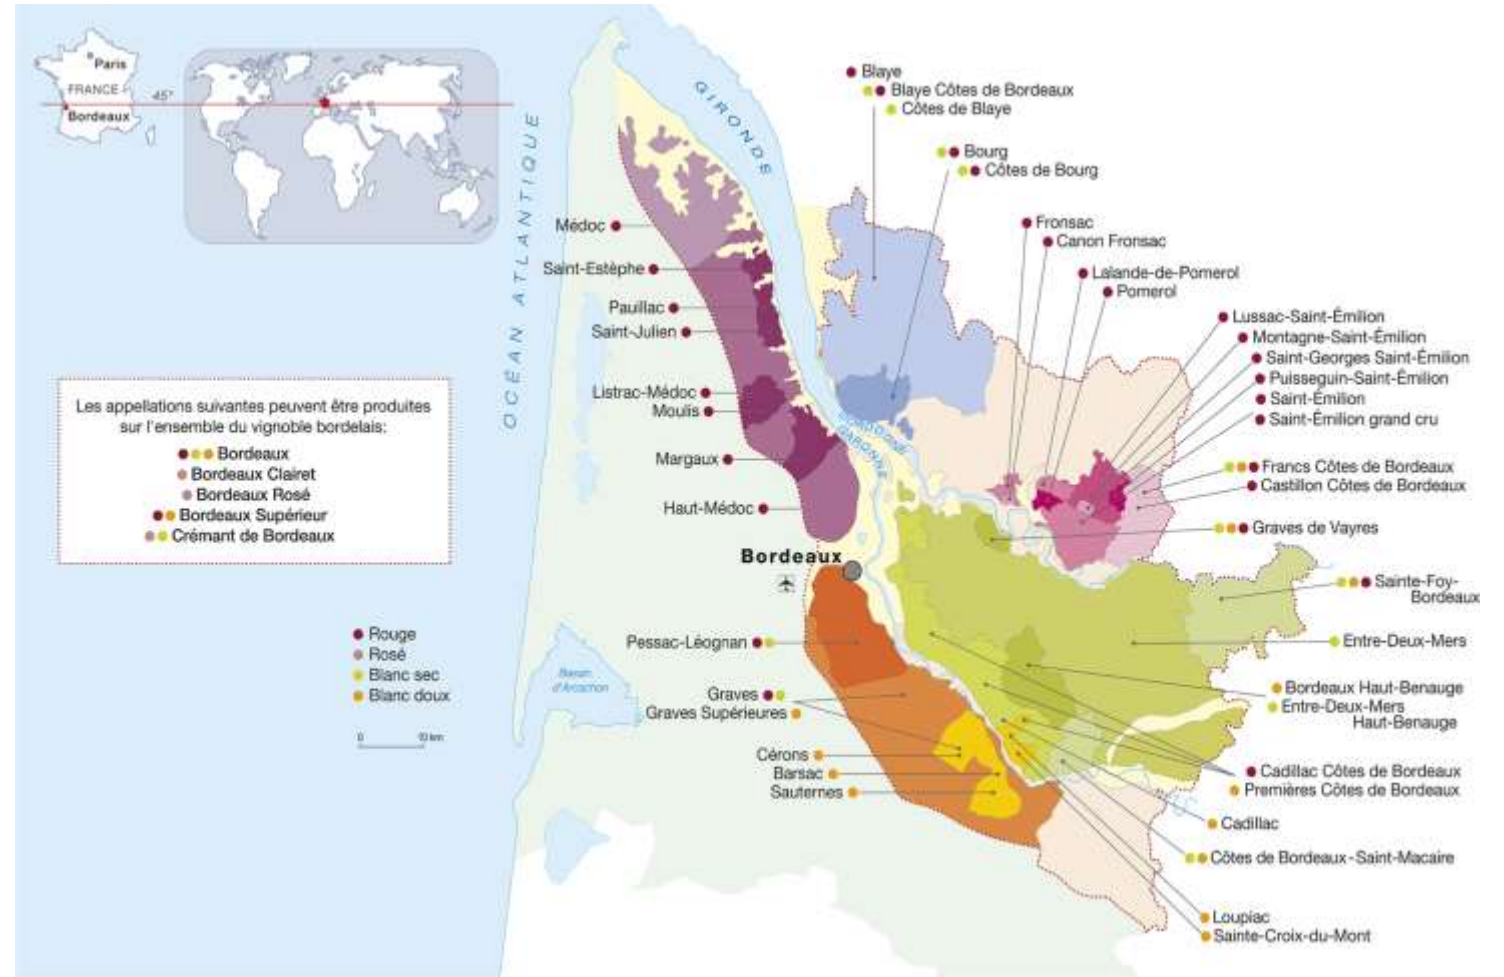 Paris
FRANCE
45°
Bordeaux
OCÉAN ATLANTIQUE
GIRONDE
GARONNE
Blaye
Blaye Côtes de Bordeaux
Côtes de Blaye
Bourg
Côtes de Bourg
Fronsac
Canon Fronsac
Lalande-de-Pomerol
Pomerol
Lussac-Saint-Émilion
Montagne-Saint-Émilion
Saint-Georges Saint-Émilion
Puisseguin-Saint-Émilion
Saint-Émilion
Saint-Émilion grand cru
Francs Côtes de Bordeaux
Castillon Côtes de Bordeaux
Graves de Vayres
Sainte-Foy-
Bordeaux
Entre-Deux-Mers
Bordeaux Haut-Benauge
Entre-Deux-Mers
Haut-Benauge
Cadillac Côtes de Bordeaux
Premières Côtes de Bordeaux
Cadillac
Côtes de Bordeaux-Saint-Macaire
Loupiac
Sainte-Croix-du-Mont
Médoc
Saint-Estèphe
Pauillac
Saint-Julien
Listrac-Médoc
Moulis
Margaux
Haut-Médoc
Bordeaux
Pessac-Léognan
Graves
Graves Supérieures
Cérons
Barsac
Sauternes
Bassin
d'Arcachon
Les appellations suivantes peuvent être produites
sur l'ensemble du vignoble bordelais:
Bordeaux
Bordeaux Clairet
Bordeaux Rosé
Bordeaux Supérieur
Crémant de Bordeaux
Rouge
Rosé
Blanc sec
Blanc doux
0 10 km